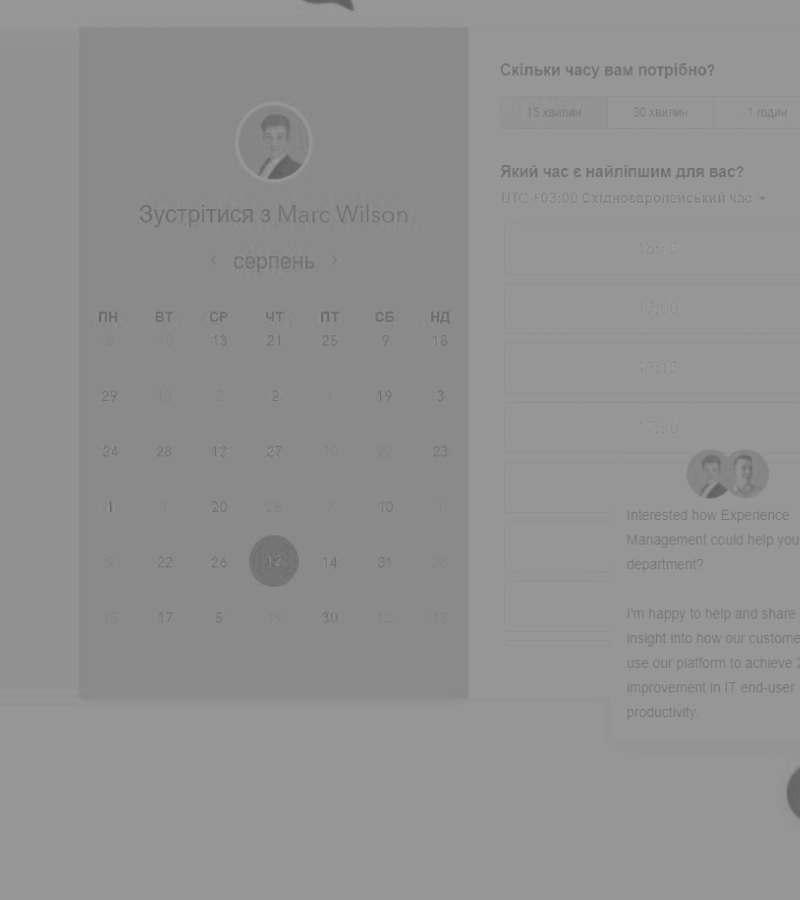 Зустрітися з Marc Wilson
серпень
ПН ВТ СР ЧТ ПТ СБ НД
8 10 13 21 25 9 18
29 13 2 2 1 19 3
24 28 12 27 10 22 23
1 1 20 26 7 10 1
9 22 26 12 14 31 28
15 17 5 19 30 12 18
Скільки часу вам потрібно?
15 хвилин 30 хвилин 1 годин
Який час є найліпшим для вас?
UTC +03:00 Східноєвропейський час
16:45
17:00
17:15
17:30
Interested how Experience
Management could help you
department?
I'm happy to help and share
insight into how our custome
use our platform to achieve 2
improvement in IT end-user
productivity.